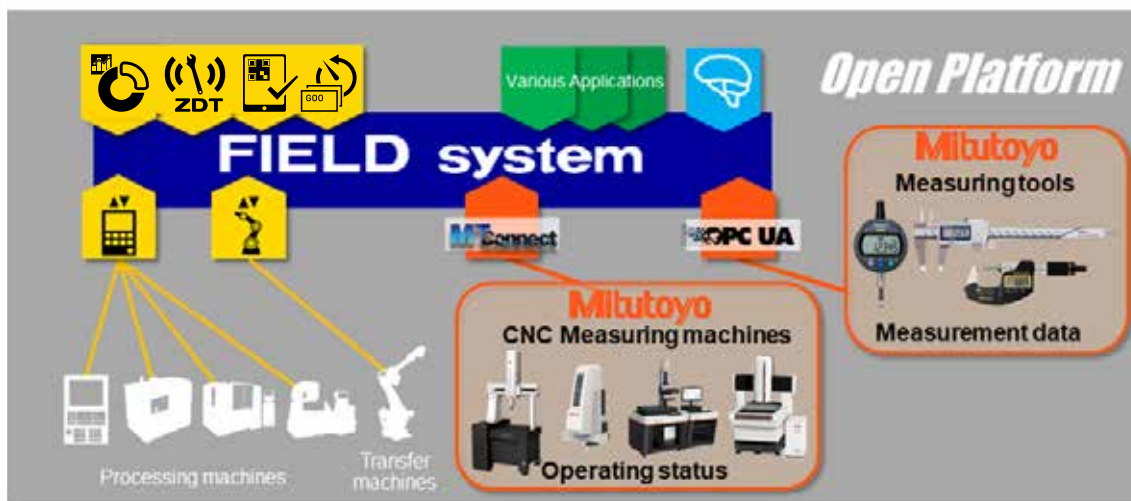 Open Platform
ZDT
GOO
Various Applications
FIELD system
MTConnect
OPC UA
Mitutoyo
Measuring tools
Measurement data
Mitutoyo
CNC Measuring machines
Operating status
Processing machines
Transfer
machines